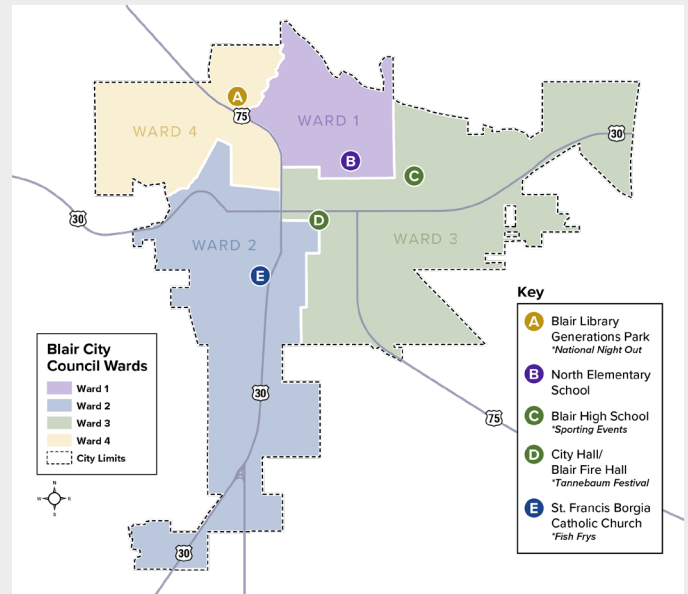 A
75
WARD 4
WARD 1
30
B
C
30
D
WARD 2
WARD 3
E
Key
A Blair Library
Generations Park
*National Night Out
B North Elementary
School
C Blair High School
*Sporting Events
D City Hall/
Blair Fire Hall
*Tannebaum Festival
E St. Francis Borgia
Catholic Church
*Fish Frys
Blair City
Council Wards
Ward 1
Ward 2
Ward 3
Ward 4
City Limits
30
75
N
W E
S
30